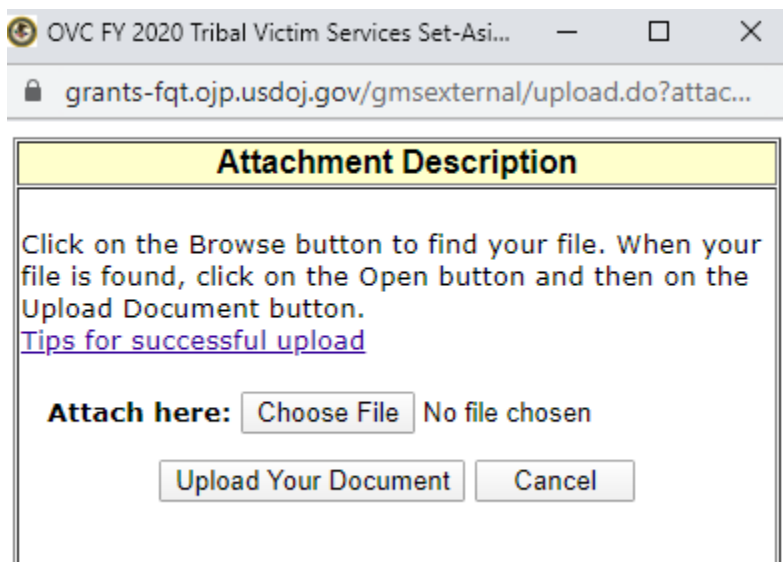 OVC FY 2020 Tribal Victim Services Set-Asi...
grants-fqt.ojp.usdoj.gov/gmsexternal/upload.do?attac...
Attachment Description
Click on the Browse button to find your file. When your
file is found, click on the Open button and then on the
Upload Document button.
Tips for successful upload
Attach here: Choose File No file chosen
Upload Your Document Cancel